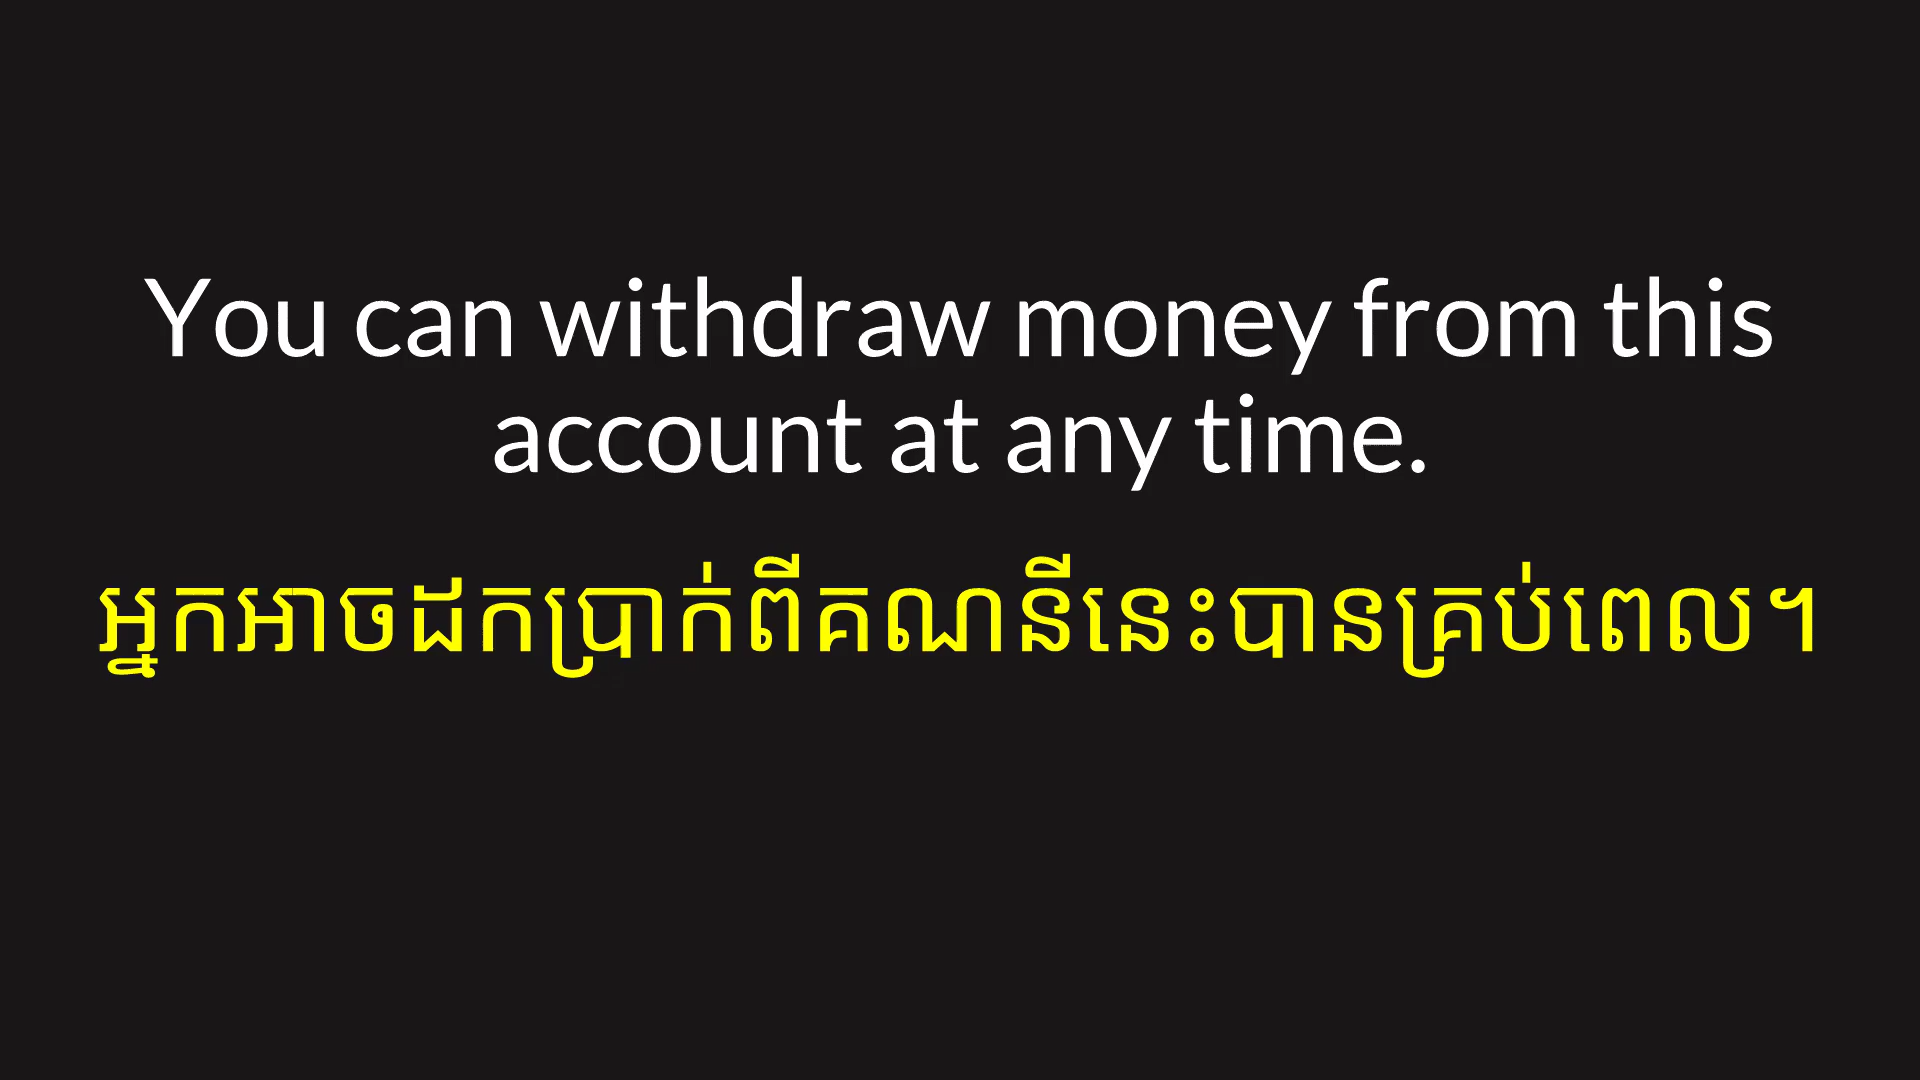 You can withdraw money from this
account at any time.
អ្នកអាចដកប្រាក់ពីគណនីនេះបានគ្រប់ពេល។